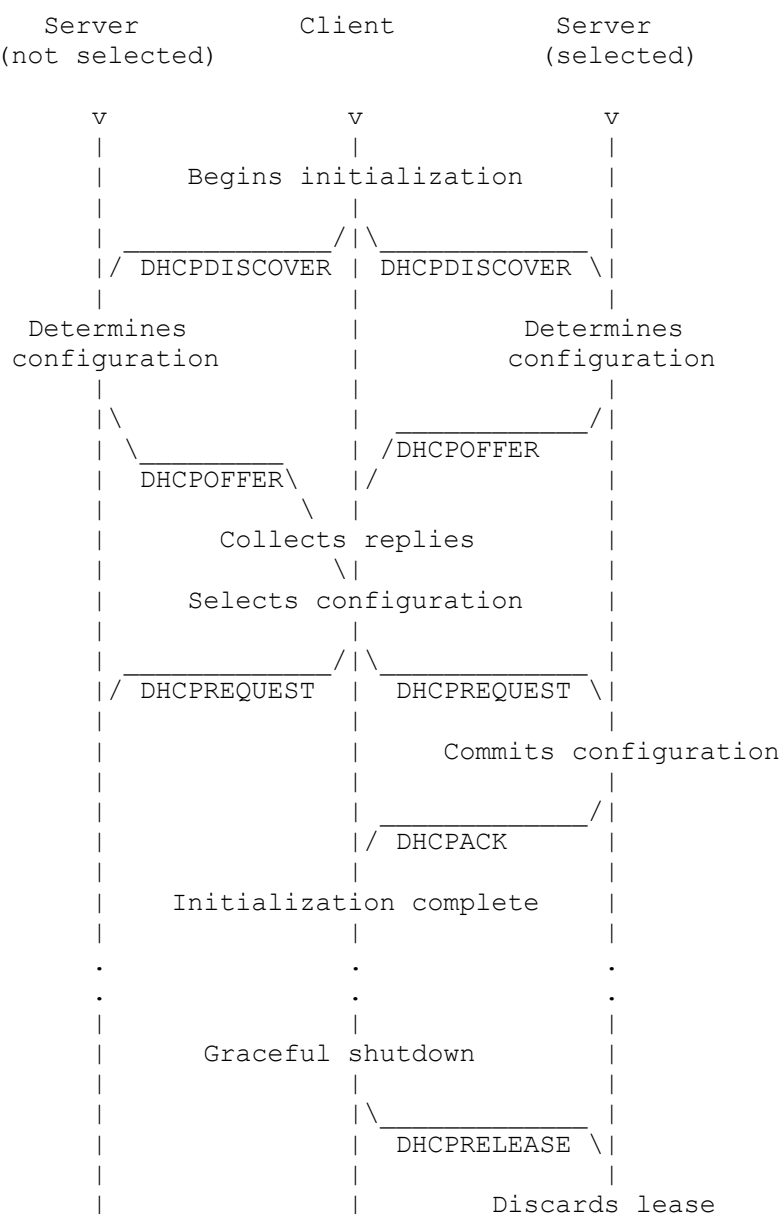 Server Client Server
(not selected) (selected)
v v v
Begins initialization
DHCPDISCOVER DHCPDISCOVER
Determines Determines
configuration configuration
DHCPOFFER
DHCPOFFER
Collects replies
Selects configuration
DHCPREQUEST DHCPREQUEST
Commits configuration
DHCPACK
Initialization complete
. . .
. . .
Graceful shutdown
DHCPRELEASE
Discards lease